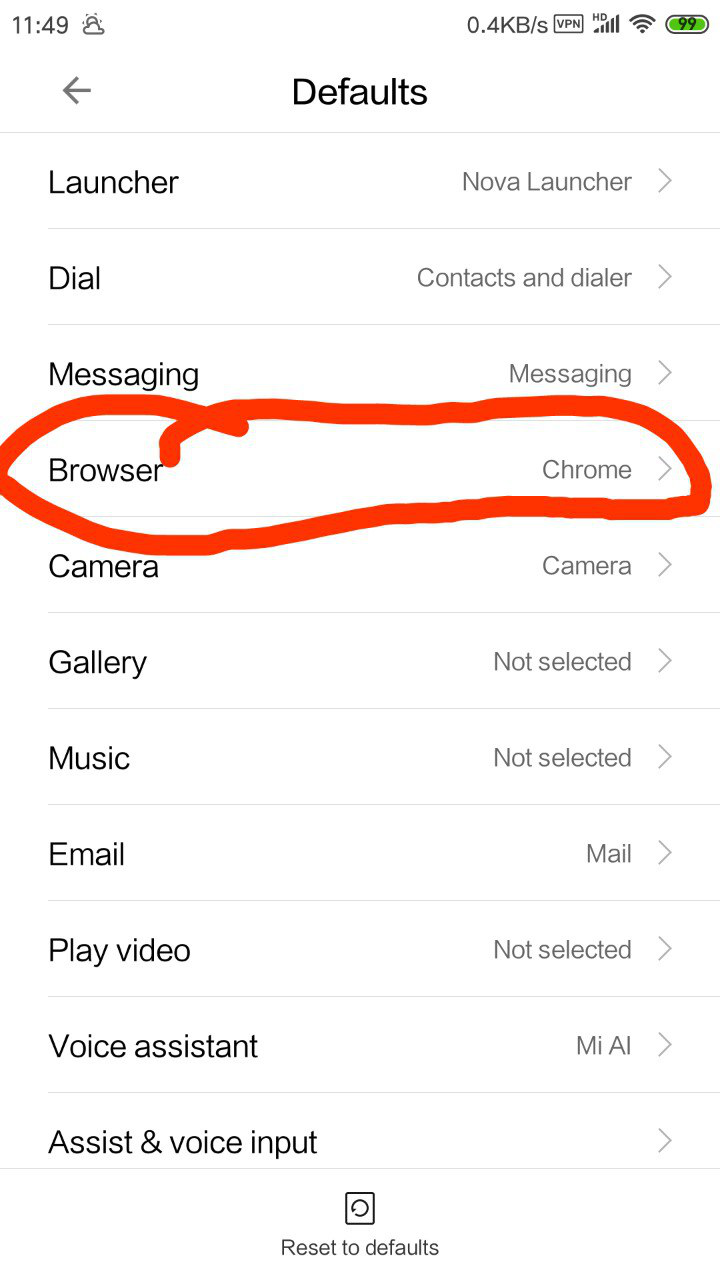 11:49 0.4KB/s VPN HD 99
Defaults
Launcher Nova Launcher
Dial Contacts and dialer
Messaging Messaging
Browser Chrome
Camera Camera
Gallery Not selected
Music Not selected
Email Mail
Play video Not selected
Voice assistant Mi AI
Assist & voice input
Reset to defaults